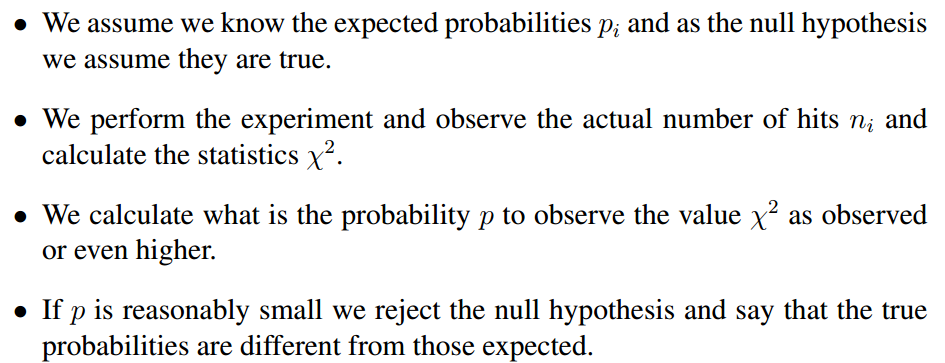 • We assume we know the expected probabilities pᵢ and as the null hypothesis
we assume they are true.
• We perform the experiment and observe the actual number of hits nᵢ and
calculate the statistics χ².
• We calculate what is the probability p to observe the value χ² as observed
or even higher.
• If p is reasonably small we reject the null hypothesis and say that the true
probabilities are different from those expected.